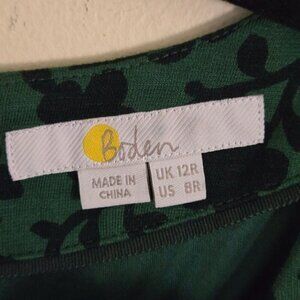 Boden
MADE IN
CHINA
UK 12R
US 8R